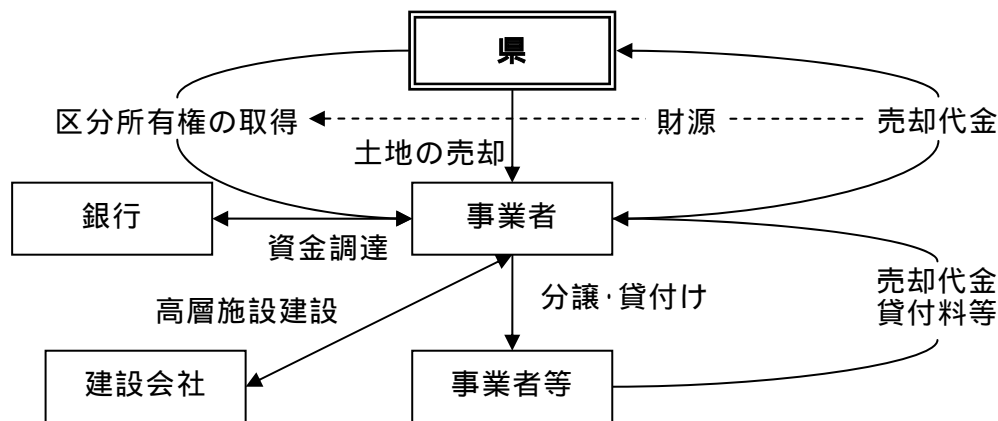 県
区分所有権の取得
財源
売却代金
土地の売却
銀行
事業者
資金調達
高層施設建設
分譲・貸付け
売却代金
貸付料等
建設会社
事業者等